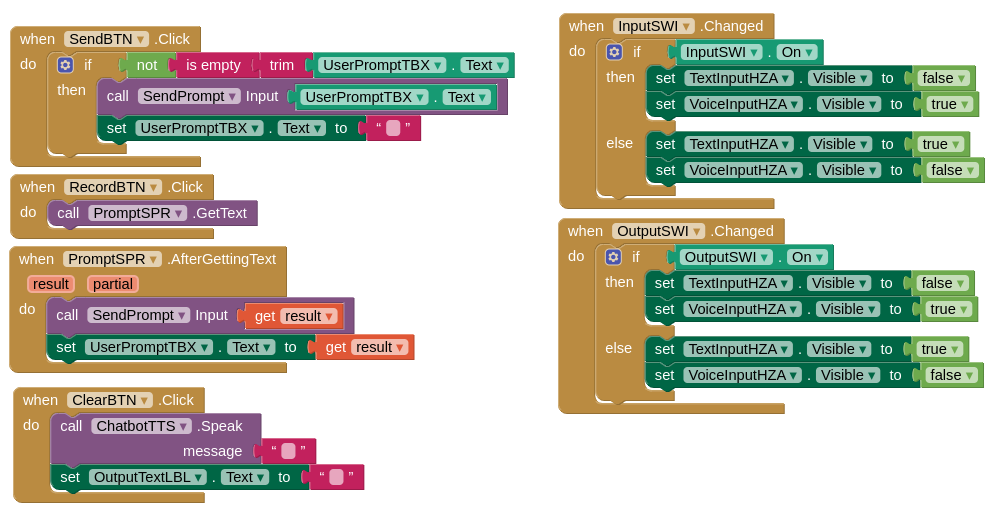 when SendBTN .Click
do if not is empty trim UserPromptTBX . Text
then call SendPrompt Input UserPromptTBX . Text
set UserPromptTBX . Text to “ ”
when RecordBTN .Click
do call PromptSPR .GetText
when PromptSPR .AfterGettingText
result partial
do call SendPrompt Input get result
set UserPromptTBX . Text to get result
when ClearBTN .Click
do call ChatbotTTS .Speak
message “ ”
set OutputTextLBL . Text to “ ”
when InputSWI .Changed
do if InputSWI . On
then set TextInputHZA . Visible to false
set VoiceInputHZA . Visible to true
else set TextInputHZA . Visible to true
set VoiceInputHZA . Visible to false
when OutputSWI .Changed
do if OutputSWI . On
then set TextInputHZA . Visible to false
set VoiceInputHZA . Visible to true
else set TextInputHZA . Visible to true
set VoiceInputHZA . Visible to false